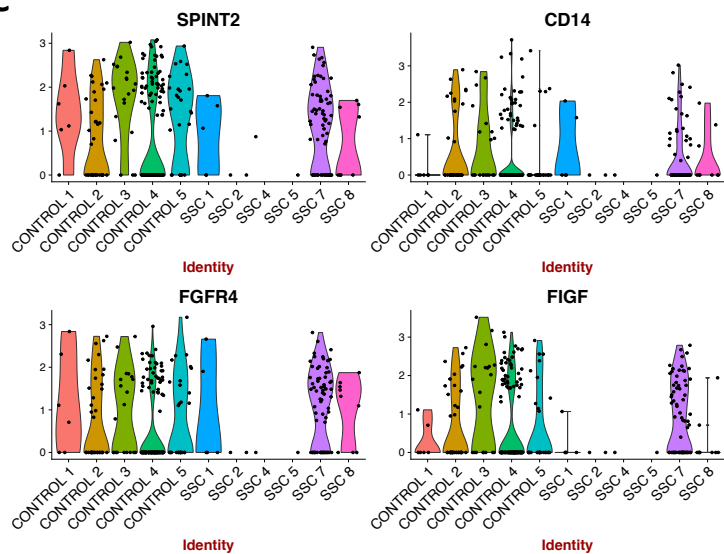 SPINT2
CD14
3
2
1
0
3
2
1
0
CONTROL 1
CONTROL 2
CONTROL 3
CONTROL 4
CONTROL 5
SSC 1
SSC 2
SSC 4
SSC 5
SSC 7
SSC 8
CONTROL 1
CONTROL 2
CONTROL 3
CONTROL 4
CONTROL 5
SSC 1
SSC 2
SSC 4
SSC 5
SSC 7
SSC 8
Identity
Identity
FGFR4
FIGF
3
2
1
0
3
2
1
0
CONTROL 1
CONTROL 2
CONTROL 3
CONTROL 4
CONTROL 5
SSC 1
SSC 2
SSC 4
SSC 5
SSC 7
SSC 8
CONTROL 1
CONTROL 2
CONTROL 3
CONTROL 4
CONTROL 5
SSC 1
SSC 2
SSC 4
SSC 5
SSC 7
SSC 8
Identity
Identity